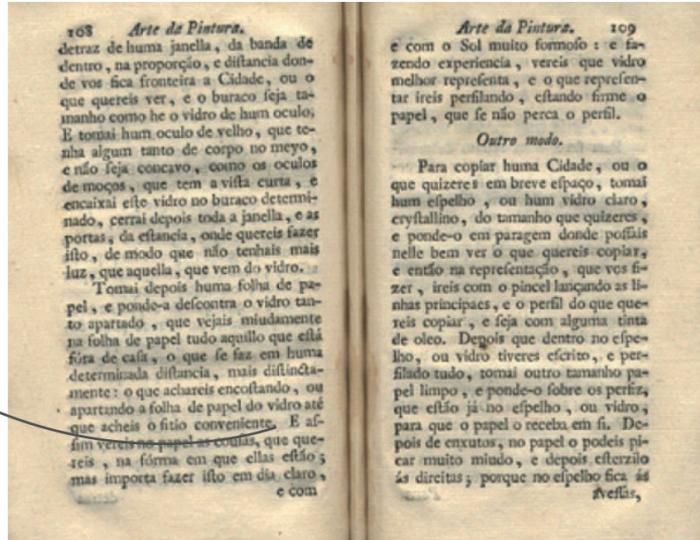 168 Arte da Pintura.
detraz de huma janella, da banda de
dentro, na proporção, e distancia don-
de vos fica fronteira a Cidade, ou o
que quereis ver, e o buraco seja ta-
manho como he o vidro de hum oculo.
E tomai hum oculo de velho, que te-
nha algum tanto de corpo no meyo,
e não seja concavo, como os oculos
de moços, que tem a vista curta, e
encaixai este vidro no buraco determi-
nado, cerrai depois toda a janella, e as
portas, da estancia, onde quereis fazer
isto, de modo que não tenhais mais
luz, que aquella, que vem do vidro.
Tomai depois huma folha de pa-
pel, e ponde-a descontra o vidro tan-
to apartado, que vejais miudamente
na folha de papel tudo aquillo que está
fóra de casa, o que se faz em huma
determinada distancia, mais distincta-
mente: o que achareis encostando, ou
apartando a folha de papel do vidro até
que acheis o sitio conveniente. E as-
sim vereis no papel as cousas, que que-
reis, na fórma em que ellas estão;
mas importa fazer isto em dia claro,
e com
Arte da Pintura. 109
e com o Sol muito formoso: e fa-
zendo experiencia, vereis que vidro
melhor representa, e o que represen-
tar ireis perfilando, estando firme o
papel, que se não perca o perfil.
Outro modo.
Para copiar huma Cidade, ou o
que quizeres em breve espaço, tomai
hum espelho, ou hum vidro claro,
crystallino, do tamanho que quizeres,
e ponde-o em paragem donde possais
nelle bem ver o que quereis copiar,
e então na representação, que vos fi-
zer, ireis com o pincel lançando as li-
nhas principaes, e o perfil do que que-
reis copiar, e seja com alguma tinta
de oleo. Depois que dentro no espe-
lho, ou vidro tiveres escrito, e per-
filado tudo, tomai outro tamanho pa-
pel limpo, e ponde-o sobre os perfiz,
que estão já no espelho, ou vidro,
para que o papel o receba em si. De-
pois de enxutos, no papel o podeis pi-
car muito miudo, e depois esterzilo
ás direitas; porque no espelho fica ás
avessas,